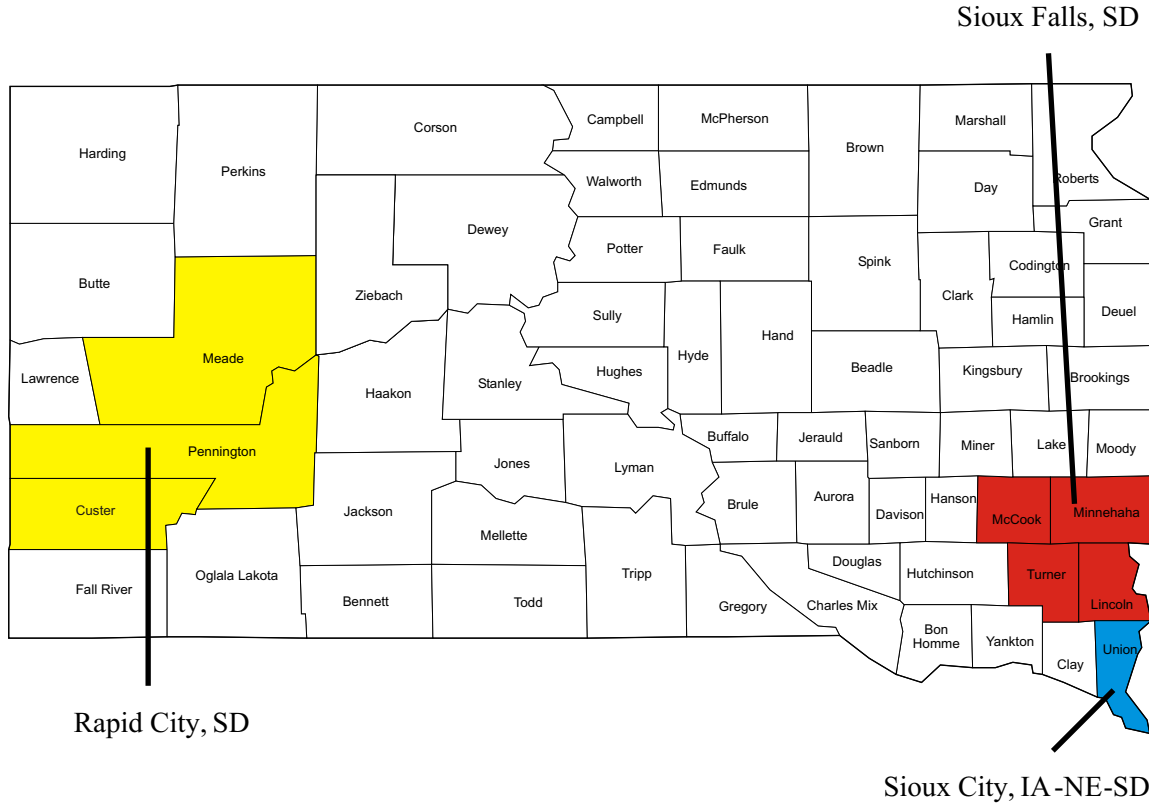 Sioux Falls, SD
Campbell
McPherson
Marshall
Corson
Brown
Harding
Perkins
Roberts
Walworth
Edmunds
Day
Grant
Dewey
Potter
Faulk
Spink
Codington
Butte
Ziebach
Clark
Deuel
Sully
Hamlin
Hand
Meade
Hyde
Beadle
Kingsbury
Brookings
Lawrence
Hughes
Stanley
Haakon
Buffalo
Jerauld
Sanborn
Miner
Lake
Moody
Pennington
Jones
Lyman
Aurora
Hanson
Brule
Custer
Jackson
Davison
McCook
Minnehaha
Mellette
Douglas
Hutchinson
Turner
Oglala Lakota
Tripp
Fall River
Bennett
Todd
Gregory
Charles Mix
Lincoln
Bon
Homme
Yankton
Union
Clay
Rapid City, SD
Sioux City, IA-NE-SD